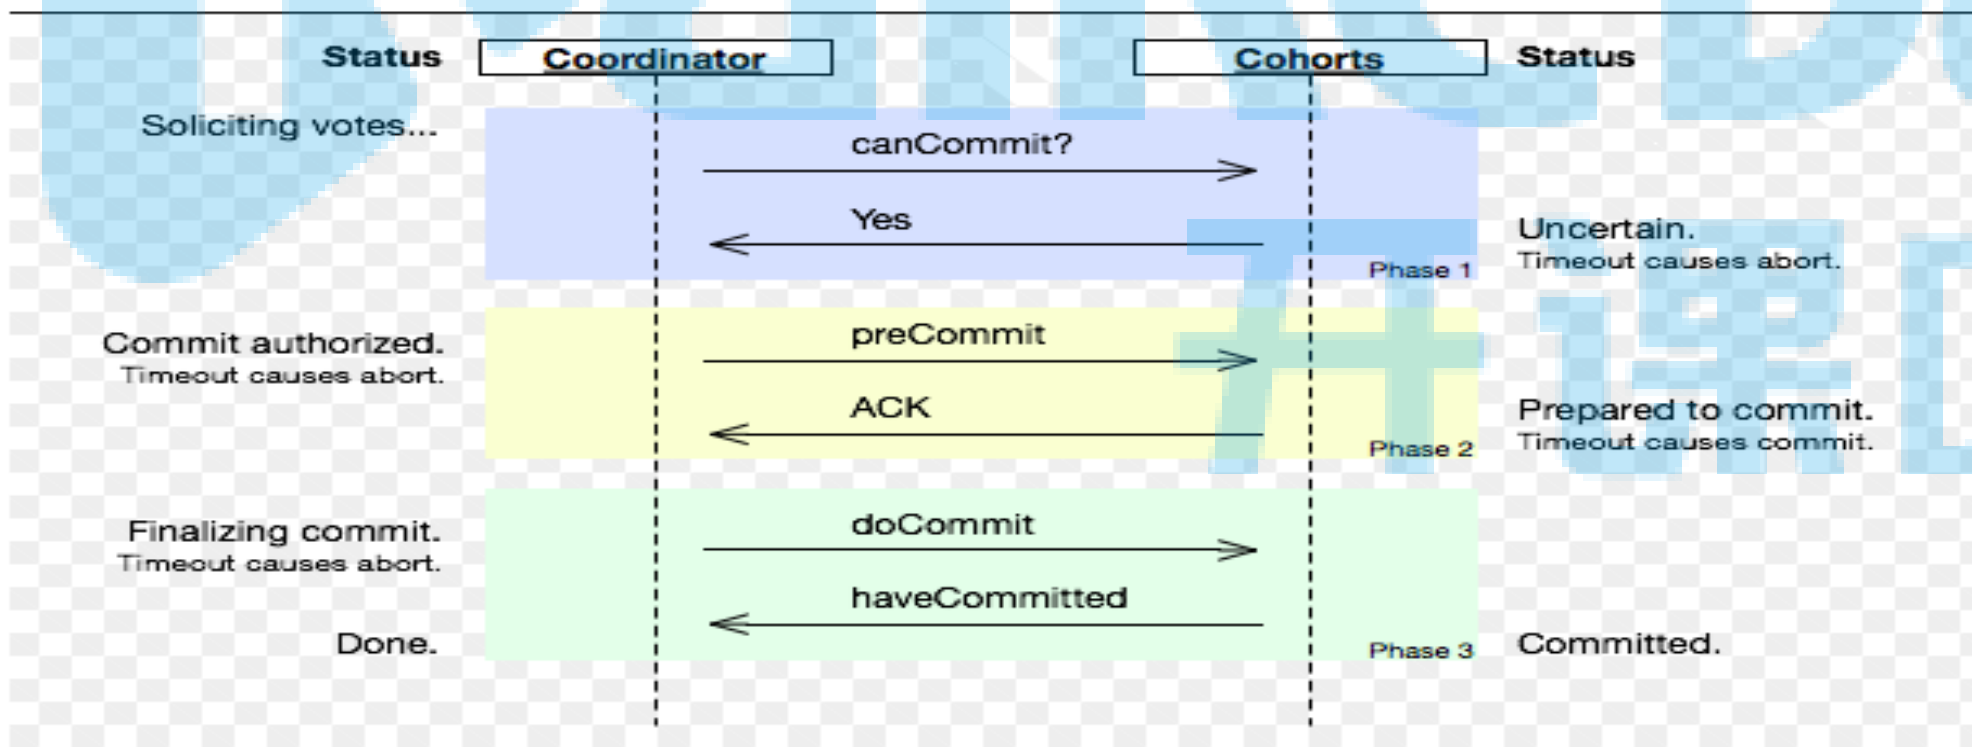 Status Coordinator Cohorts Status
Soliciting votes...
canCommit?
Yes
Uncertain.
Timeout causes abort.
Phase 1
Commit authorized.
Timeout causes abort.
preCommit
ACK
Prepared to commit.
Timeout causes commit.
Phase 2
Finalizing commit.
Timeout causes abort.
doCommit
haveCommitted
Done.
Phase 3
Committed.
开课